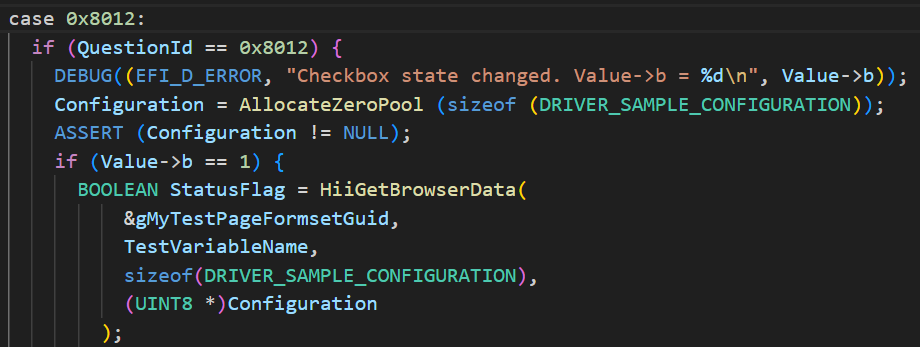 case 0x8012:
if (QuestionId == 0x8012) {
DEBUG((EFI_D_ERROR, "Checkbox state changed. Value->b = %d\n", Value->b));
Configuration = AllocateZeroPool (sizeof (DRIVER_SAMPLE_CONFIGURATION));
ASSERT (Configuration != NULL);
if (Value->b == 1) {
BOOLEAN StatusFlag = HiiGetBrowserData(
&gMyTestPageFormsetGuid,
TestVariableName,
sizeof(DRIVER_SAMPLE_CONFIGURATION),
(UINT8 *)Configuration
);